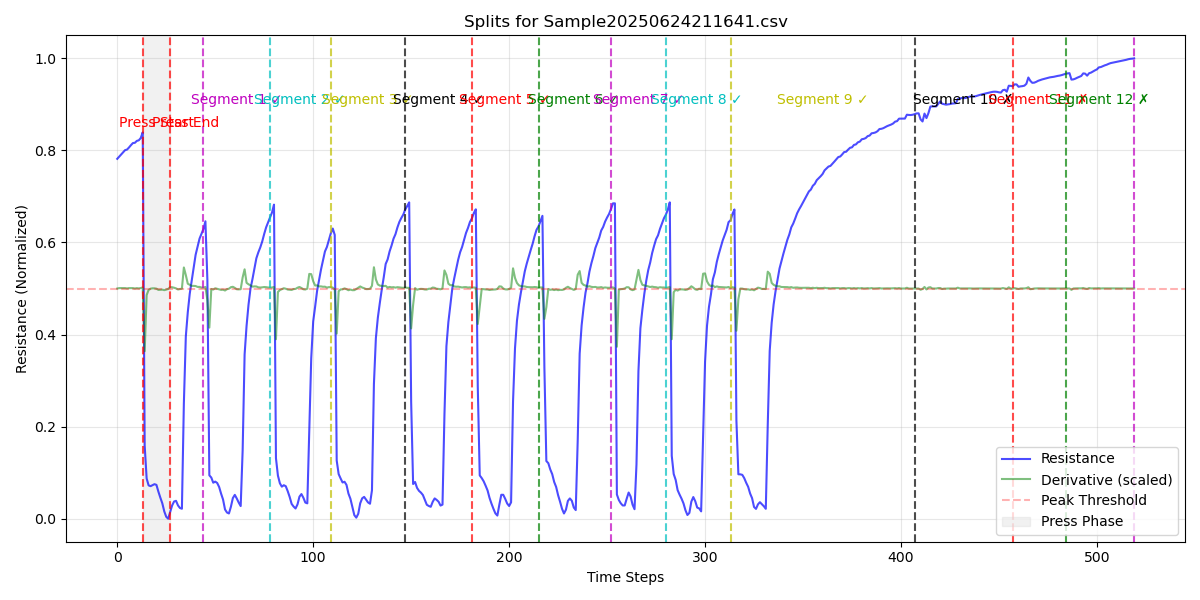 Splits for Sample20250624211641.csv
Resistance (Normalized)
1.0
0.8
0.6
0.4
0.2
0.0
Segment 1 ✓
Segment 2 ✓
Segment 3 ✓
Segment 4 ✓
Segment 5 ✓
Segment 6 ✓
Segment 7 ✓
Segment 8 ✓
Segment 9 ✓
Segment 10 ✗
Segment 11 ✗
Segment 12 ✗
Press Start
Press End
Resistance
Derivative (scaled)
Peak Threshold
Press Phase
0
100
200
300
400
500
Time Steps